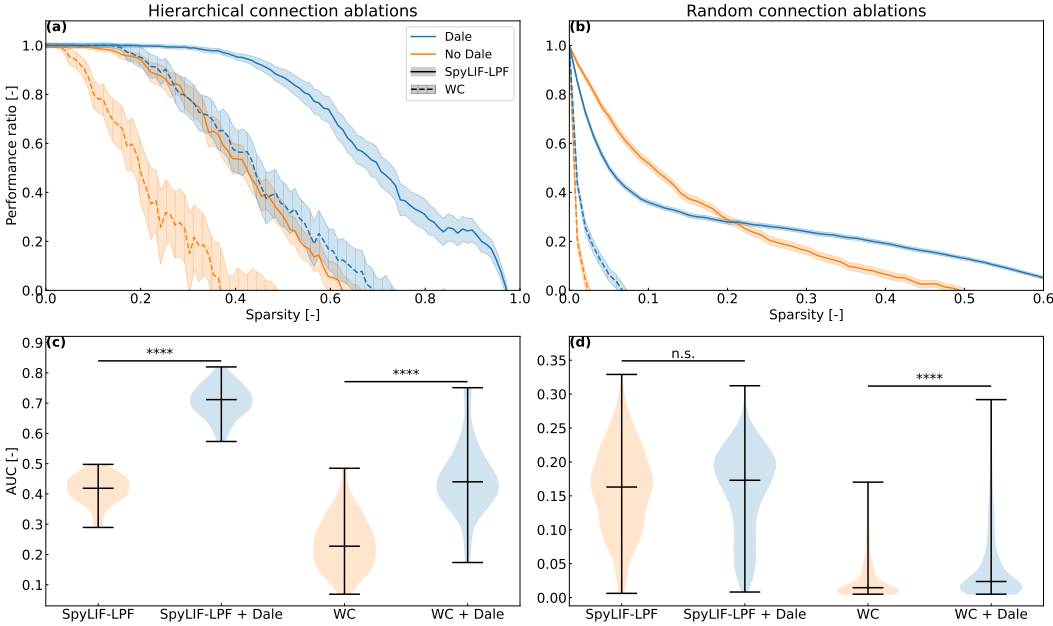 Hierarchical connection ablations
Random connection ablations
(a)
Performance ratio [-]
1.0
0.8
0.6
0.4
0.2
0.0
0.0
0.2
0.4
0.6
0.8
1.0
Sparsity [-]
Dale
No Dale
SpyLIF-LPF
WC
(b)
1.0
0.8
0.6
0.4
0.2
0.0
0.0
0.1
0.2
0.3
0.4
0.5
0.6
Sparsity [-]
(c)
AUC [-]
0.9
0.8
0.7
0.6
0.5
0.4
0.3
0.2
0.1
****
****
SpyLIF-LPF
SpyLIF-LPF + Dale
WC
WC + Dale
(d)
0.35
0.30
0.25
0.20
0.15
0.10
0.05
0.00
n.s.
****
SpyLIF-LPF
SpyLIF-LPF + Dale
WC
WC + Dale